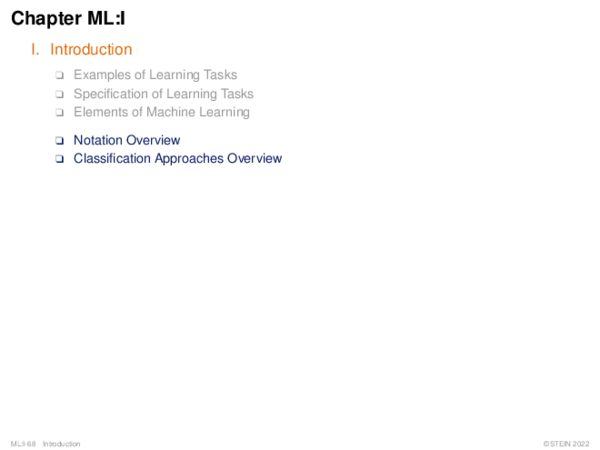 Chapter ML:I
I. Introduction
❑ Examples of Learning Tasks
❑ Specification of Learning Tasks
❑ Elements of Machine Learning
❑ Notation Overview
❑ Classification Approaches Overview
ML:I-68 Introduction
©STEIN 2022